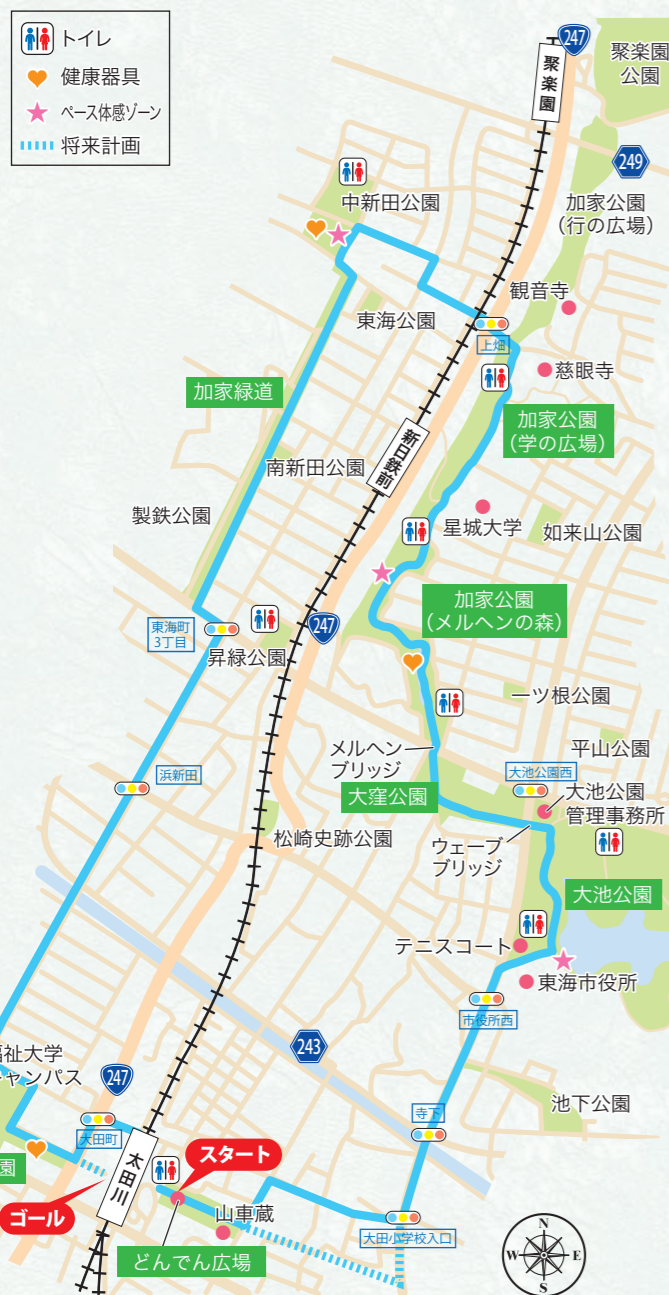 トイレ
健康器具
ペース体感ゾーン
将来計画
247
聚楽園
聚楽園
公園
249
中新田公園
加家公園
(行の広場)
観音寺
東海公園
上畑
慈眼寺
加家緑道
加家公園
(学の広場)
新日鉄前
南新田公園
製鉄公園
星城大学
如来山公園
加家公園
(メルヘンの森)
東海町
3丁目
247
昇緑公園
一ツ根公園
メルヘン
ブリッジ
平山公園
浜新田
大池公園西
大窪公園
大池公園
管理事務所
松崎史跡公園
ウェーブ
ブリッジ
大池公園
テニスコート
東海市役所
市役所西
243
福祉大学
キャンパス
247
池下公園
寺下
大田町
太田川
スタート
園
ゴール
山車蔵
大田小学校入口
どんでん広場
N
W
E
S